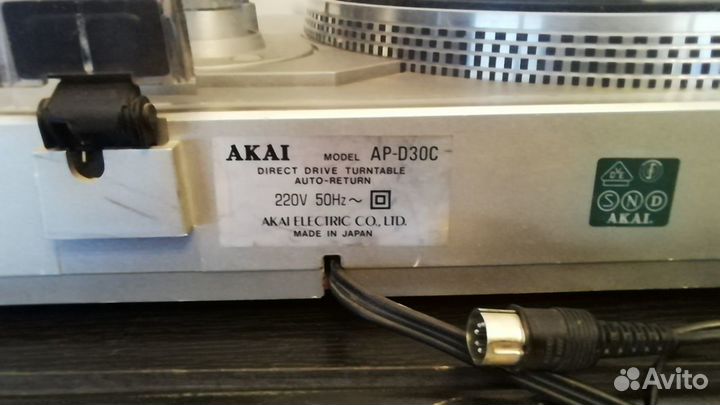 AKAI MODEL AP-D30C
DIRECT DRIVE TURNTABLE
AUTO-RETURN
220V 50Hz~
AKAI ELECTRIC CO., LTD.
MADE IN JAPAN
S N D
AKAI
Avito